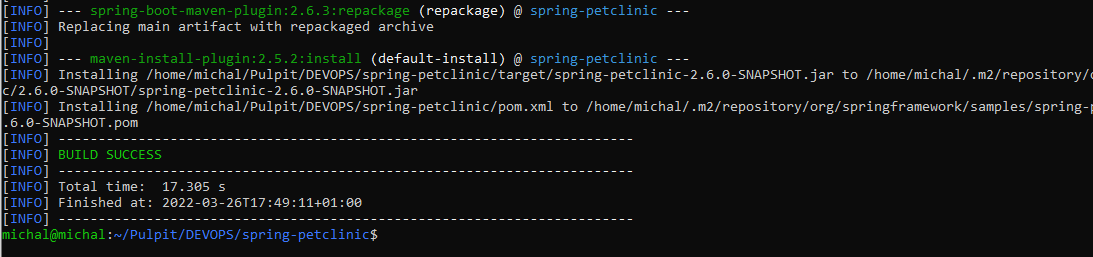 [INFO] --- spring-boot-maven-plugin:2.6.3:repackage (repackage) @ spring-petclinic ---
[INFO] Replacing main artifact with repackaged archive
[INFO]
[INFO] --- maven-install-plugin:2.5.2:install (default-install) @ spring-petclinic ---
[INFO] Installing /home/michal/Pulpit/DEVOPS/spring-petclinic/target/spring-petclinic-2.6.0-SNAPSHOT.jar to /home/michal/.m2/repository/
c/2.6.0-SNAPSHOT/spring-petclinic-2.6.0-SNAPSHOT.jar
[INFO] Installing /home/michal/Pulpit/DEVOPS/spring-petclinic/pom.xml to /home/michal/.m2/repository/org/springframework/samples/spring-p
.6.0-SNAPSHOT.pom
[INFO] ------------------------------------------------------------------------
[INFO] BUILD SUCCESS
[INFO] ------------------------------------------------------------------------
[INFO] Total time:  17.305 s
[INFO] Finished at: 2022-03-26T17:49:11+01:00
[INFO] ------------------------------------------------------------------------
michal@michal:~/Pulpit/DEVOPS/spring-petclinic$